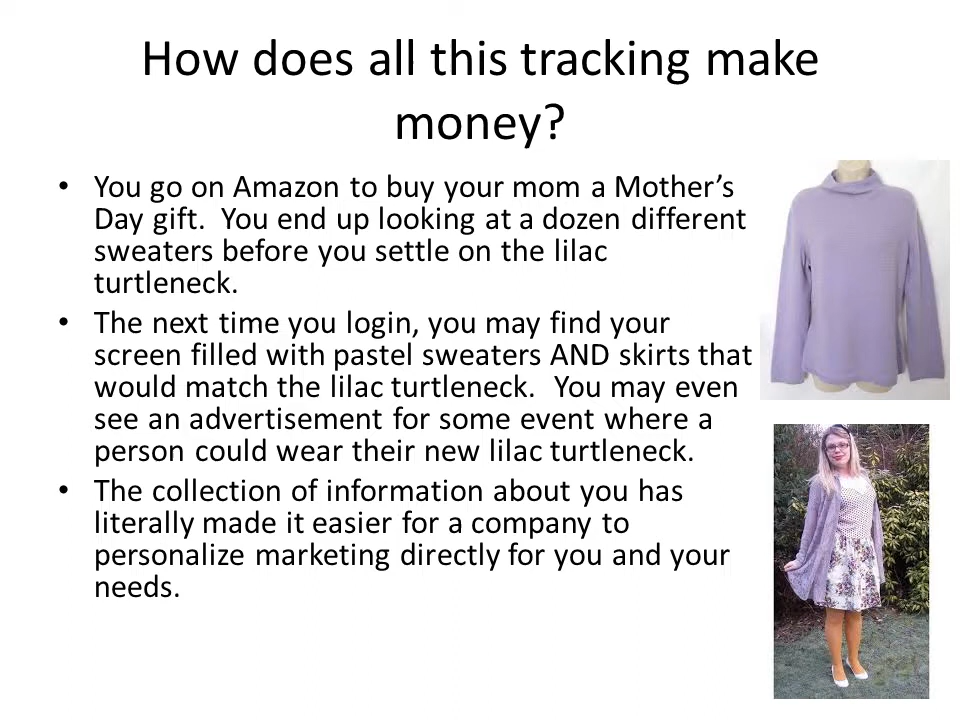 How does all this tracking make
money?
• You go on Amazon to buy your mom a Mother’s
Day gift.  You end up looking at a dozen different
sweaters before you settle on the lilac
turtleneck.
• The next time you login, you may find your
screen filled with pastel sweaters AND skirts that
would match the lilac turtleneck.  You may even
see an advertisement for some event where a
person could wear their new lilac turtleneck.
• The collection of information about you has
literally made it easier for a company to
personalize marketing directly for you and your
needs.